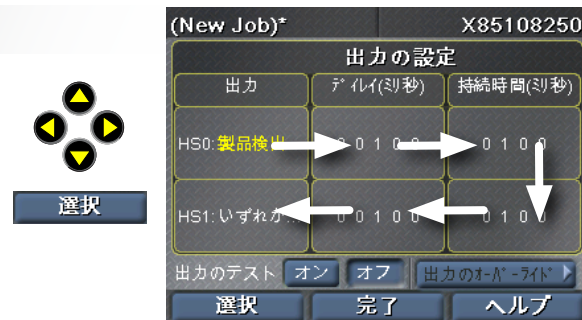 (New Job)* X85108250
出力の設定
出力 ディレイ(ミリ秒) 持続時間(ミリ秒)
HS0:製品検出 0 0 1 0 0 0 1 0 0
HS1:いずれか... 0 0 1 0 0 0 1 0 0
出力のテスト オン オフ 出力のオーバーライド
選択 完了 ヘルプ
選択